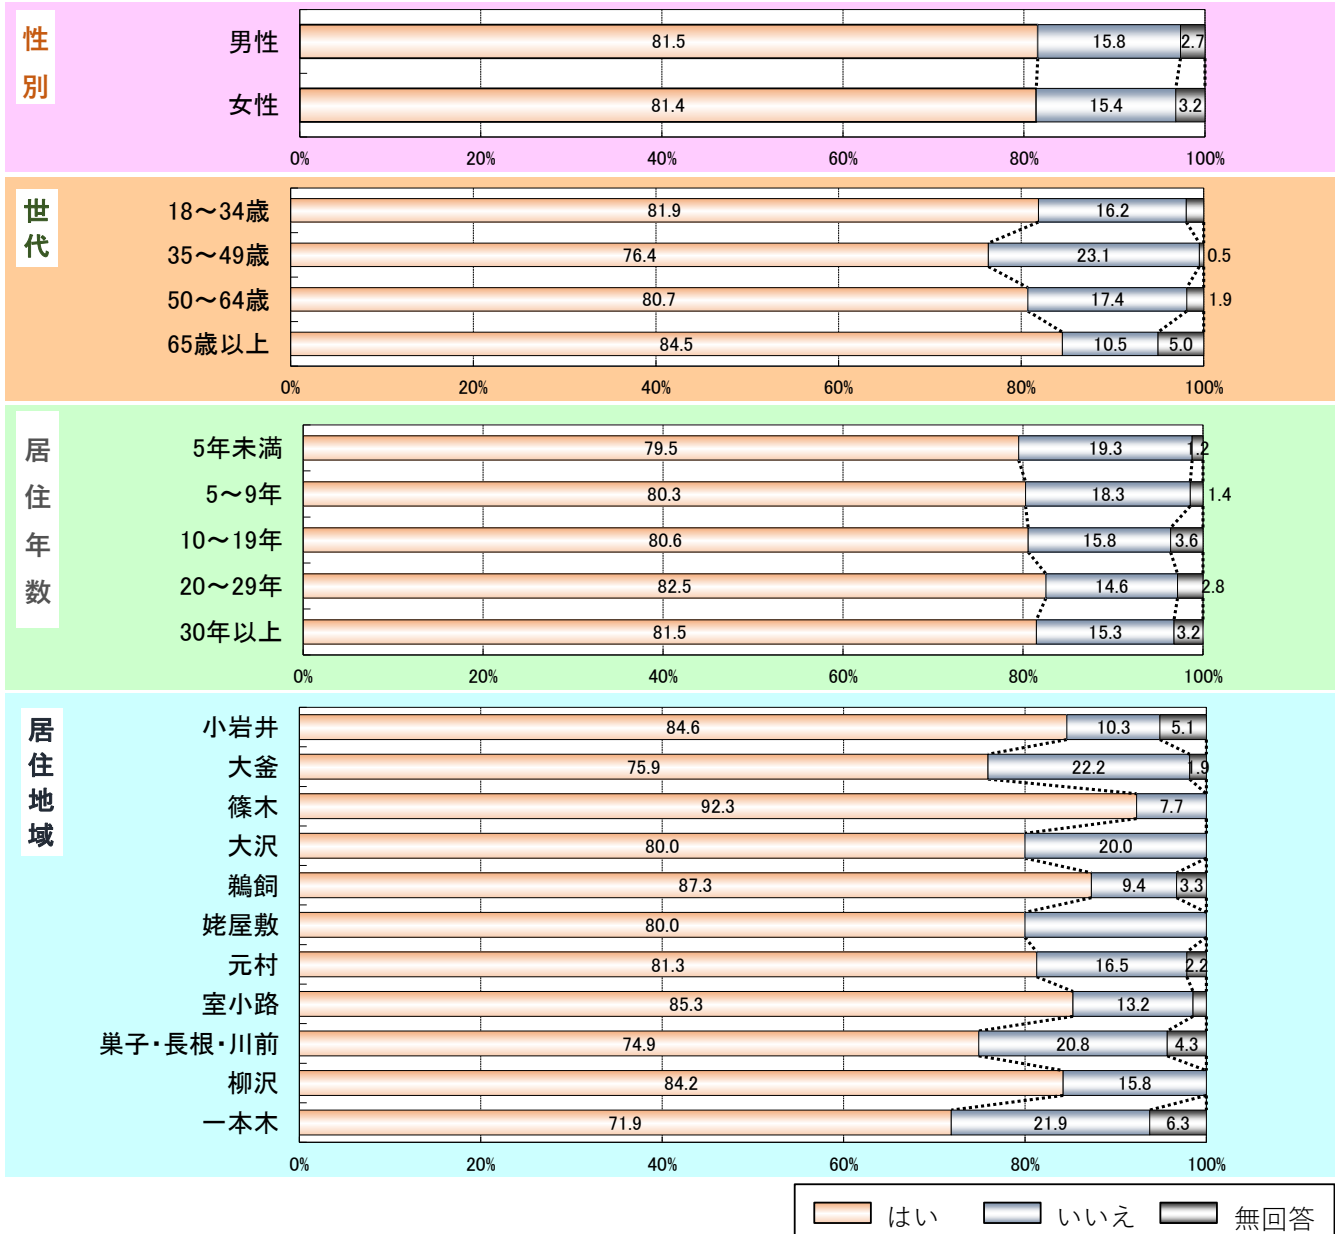 性別
男性
81.5 15.8 2.7
女性
81.4 15.4 3.2
0% 20% 40% 60% 80% 100%
世代
18～34歳
81.9 16.2
35～49歳
76.4 23.1 0.5
50～64歳
80.7 17.4 1.9
65歳以上
84.5 10.5 5.0
0% 20% 40% 60% 80% 100%
居住年数
5年未満
79.5 19.3 1.2
5～9年
80.3 18.3 1.4
10～19年
80.6 15.8 3.6
20～29年
82.5 14.6 2.8
30年以上
81.5 15.3 3.2
0% 20% 40% 60% 80% 100%
居住地域
小岩井
84.6 10.3 5.1
大釜
75.9 22.2 1.9
篠木
92.3 7.7
大沢
80.0 20.0
鵜飼
87.3 9.4 3.3
姥屋敷
80.0
元村
81.3 16.5 2.2
室小路
85.3 13.2
巣子・長根・川前
74.9 20.8 4.3
柳沢
84.2 15.8
一本木
71.9 21.9 6.3
0% 20% 40% 60% 80% 100%
はい いいえ 無回答